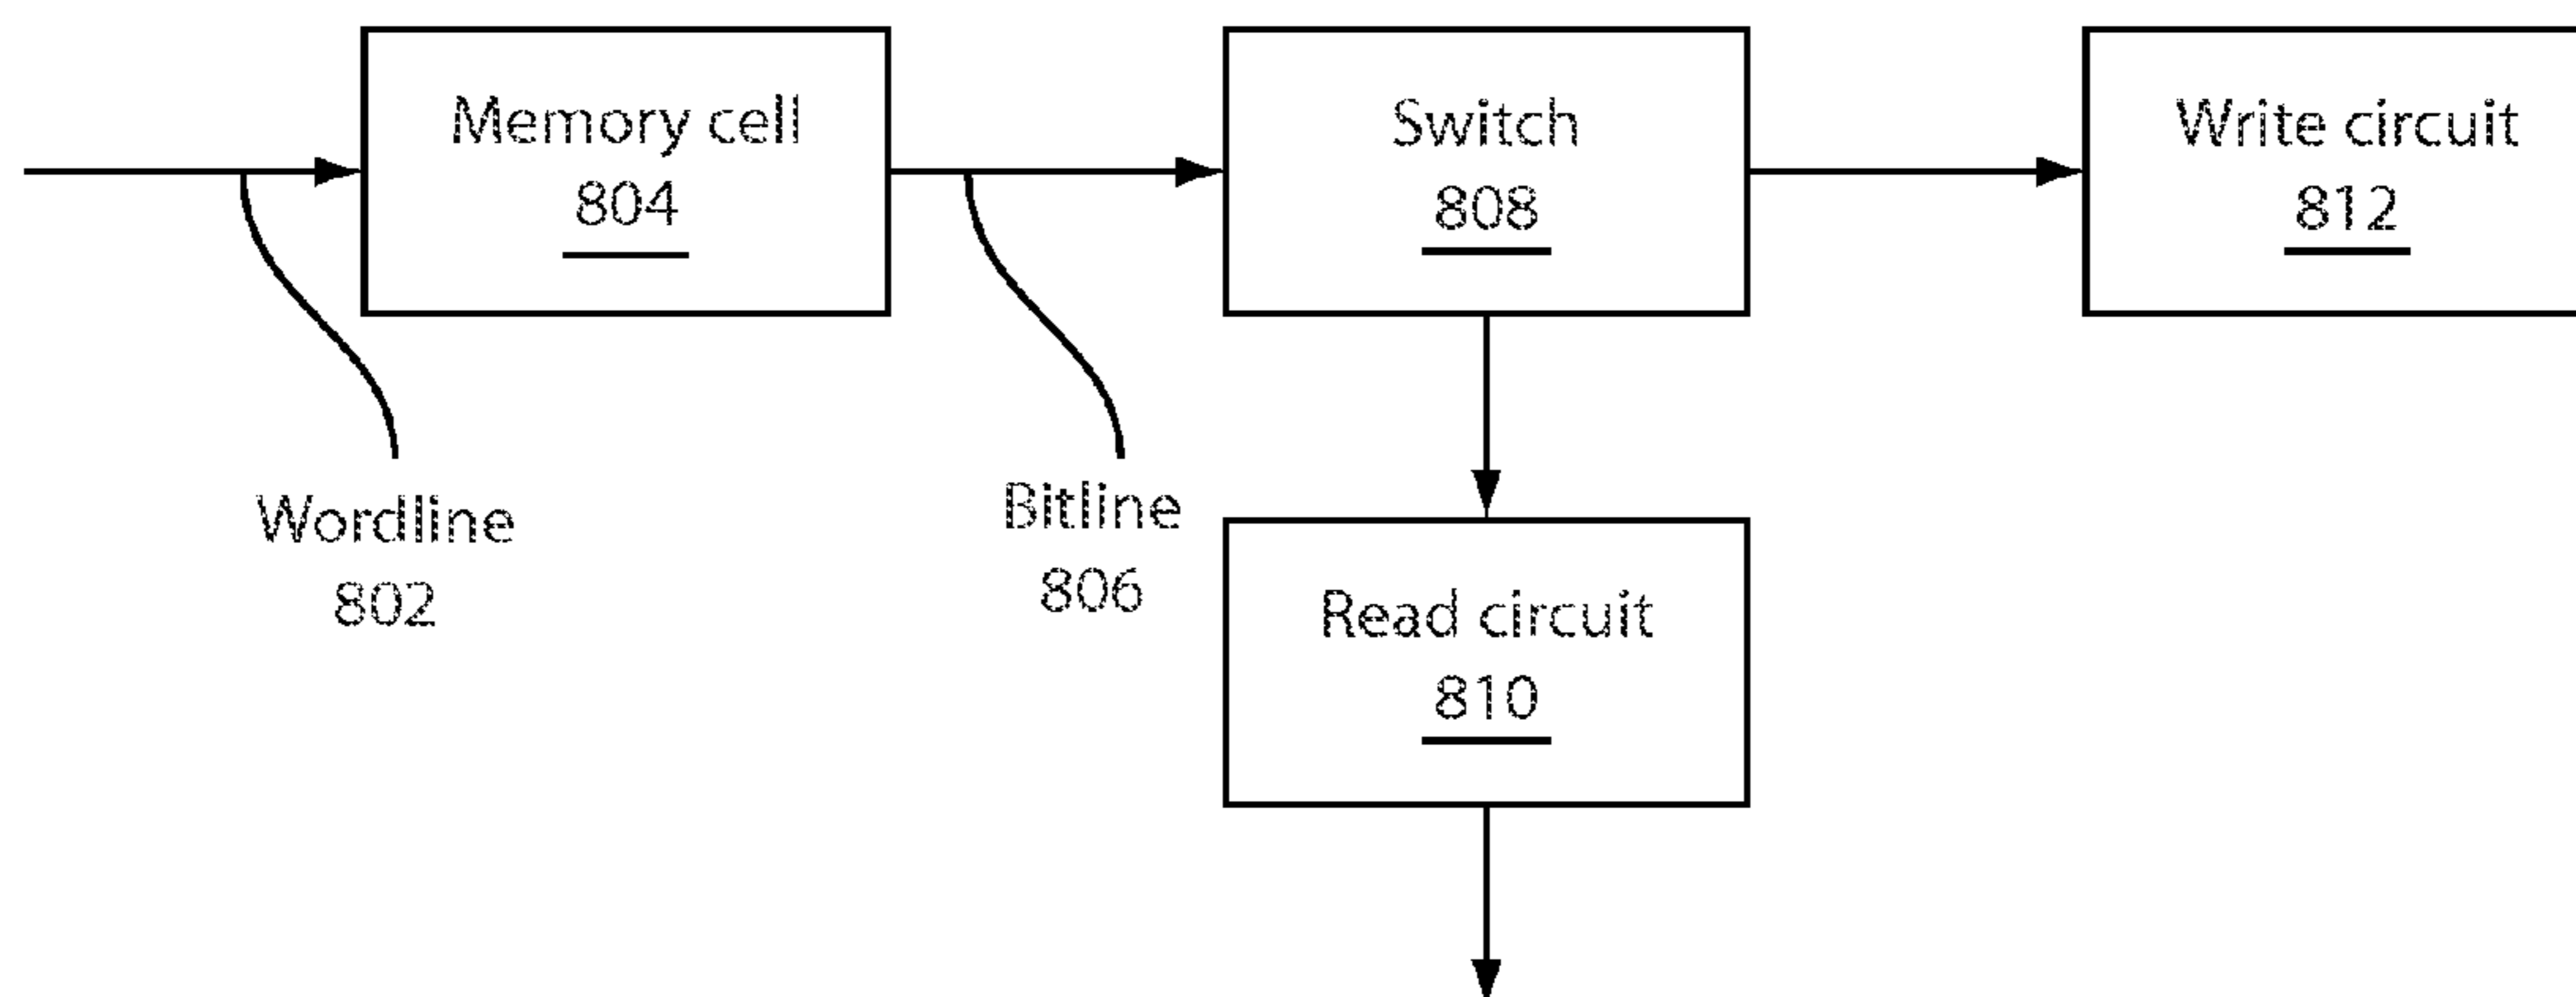 Memory cell
804
Switch
808
Write circuit
812
Wordline
802
Bitline
806
Read circuit
810